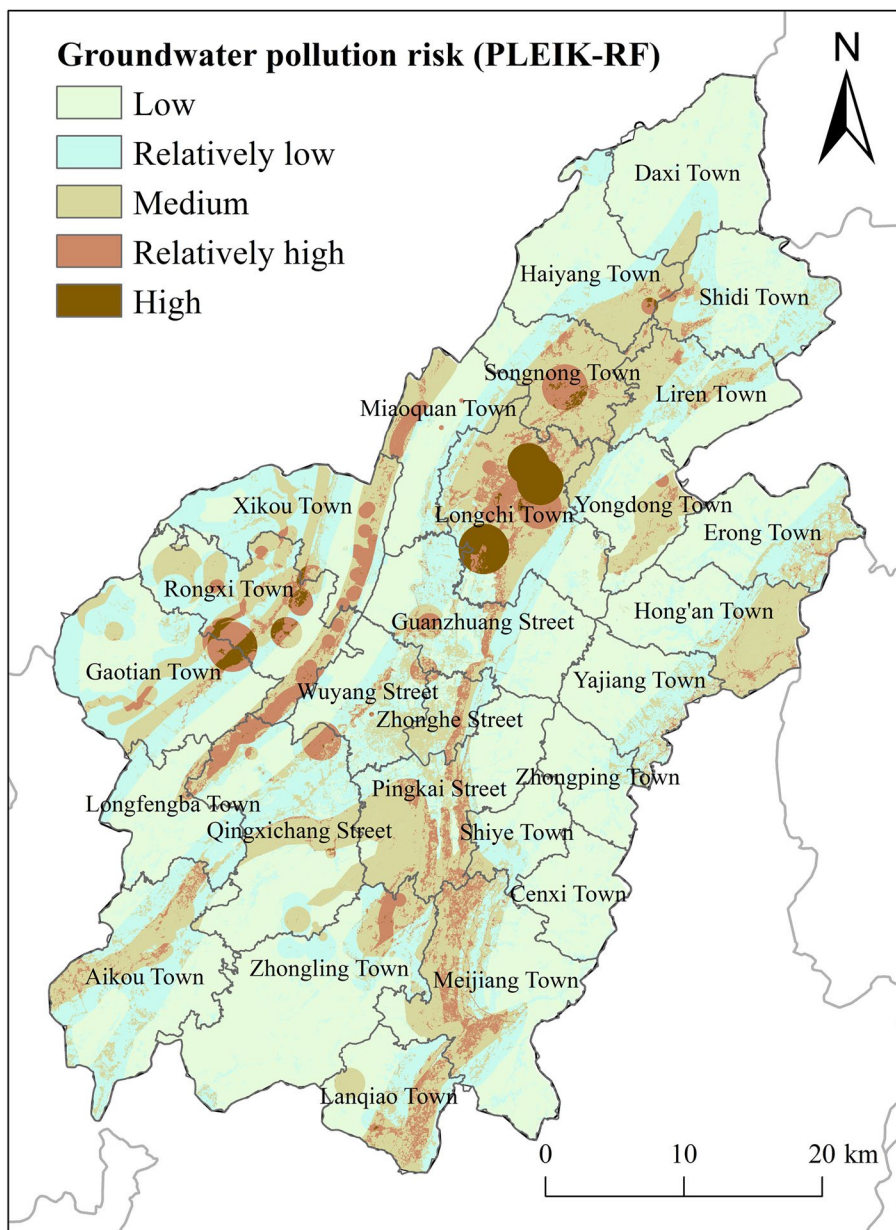 Groundwater pollution risk (PLEIK-RF)
Low
Relatively low
Medium
Relatively high
High
N
Daxi Town
Haiyang Town
Shidi Town
Songnong Town
Liren Town
Miaoquan Town
Xikou Town
Longchi Town
Yongdong Town
Erong Town
Rongxi Town
Guanzhuang Street
Hong'an Town
Gaotian Town
Wuyang Street
Yajiang Town
Zhonghe Street
Zhongping Town
Pingkai Street
Longfengba Town
Qingxichang Street
Shiye Town
Cenxi Town
Aikou Town
Zhongling Town
Meijiang Town
Lanqiao Town
0 10 20 km